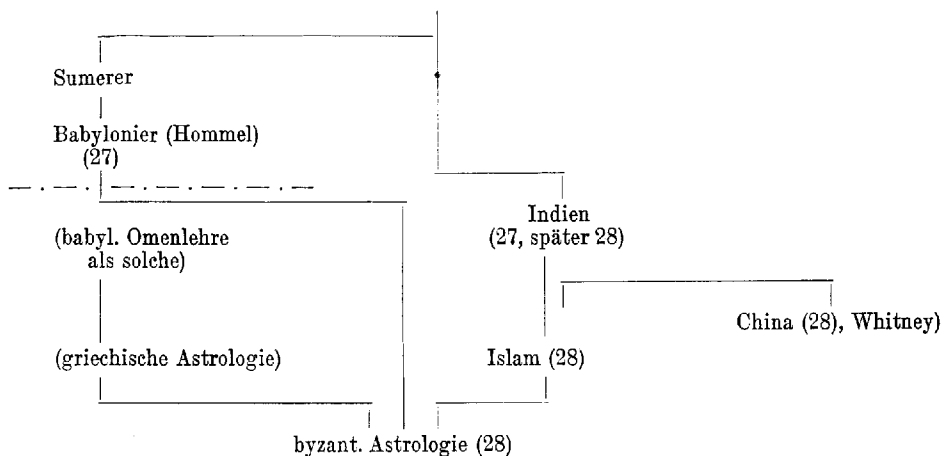 Sumerer
Babylonier (Hommel)
(27)
Indien
(27, später 28)
(babyl. Omenlehre
als solche)
China (28), Whitney)
(griechische Astrologie)
Islam (28)
byzant. Astrologie (28)